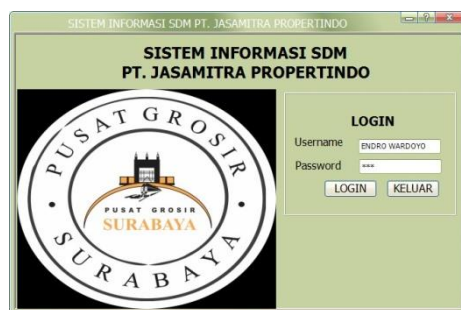 SISTEM INFORMASI SDM PT. JASAMITRA PROPERTINDO
SISTEM INFORMASI SDM
PT. JASAMITRA PROPERTINDO
PUSAT GROSIR
PUSAT GROSIR
SURABAYA
SURABAYA
LOGIN
Username ENDRO WARDOYO
Password ***
LOGIN KELUAR